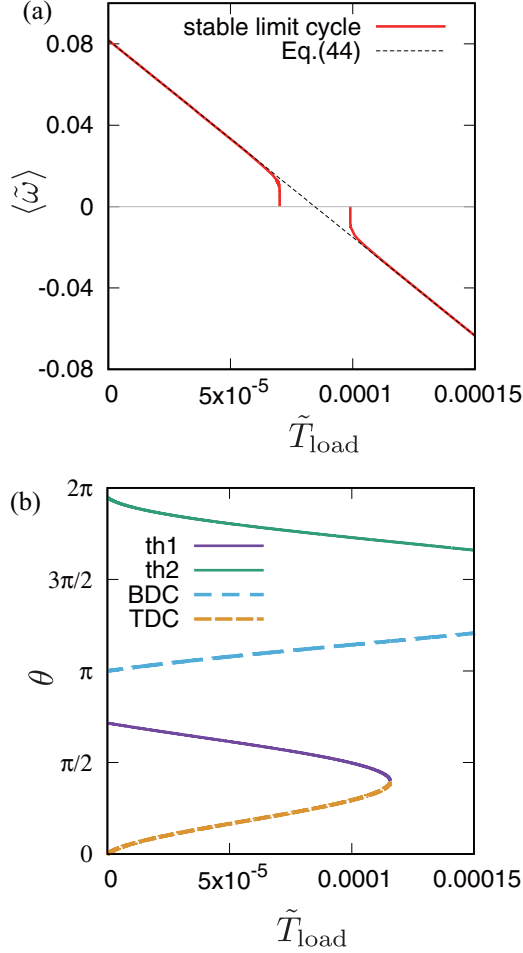 (a)
0.08
stable limit cycle
Eq.(44)
0.04
⟨ω̃⟩
0
-0.04
-0.08
0
5x10⁻⁵
0.0001
0.00015
T̃load
(b)
2π
th1
th2
3π/2
BDC
TDC
θ
π
π/2
0
0
5x10⁻⁵
0.0001
0.00015
T̃load